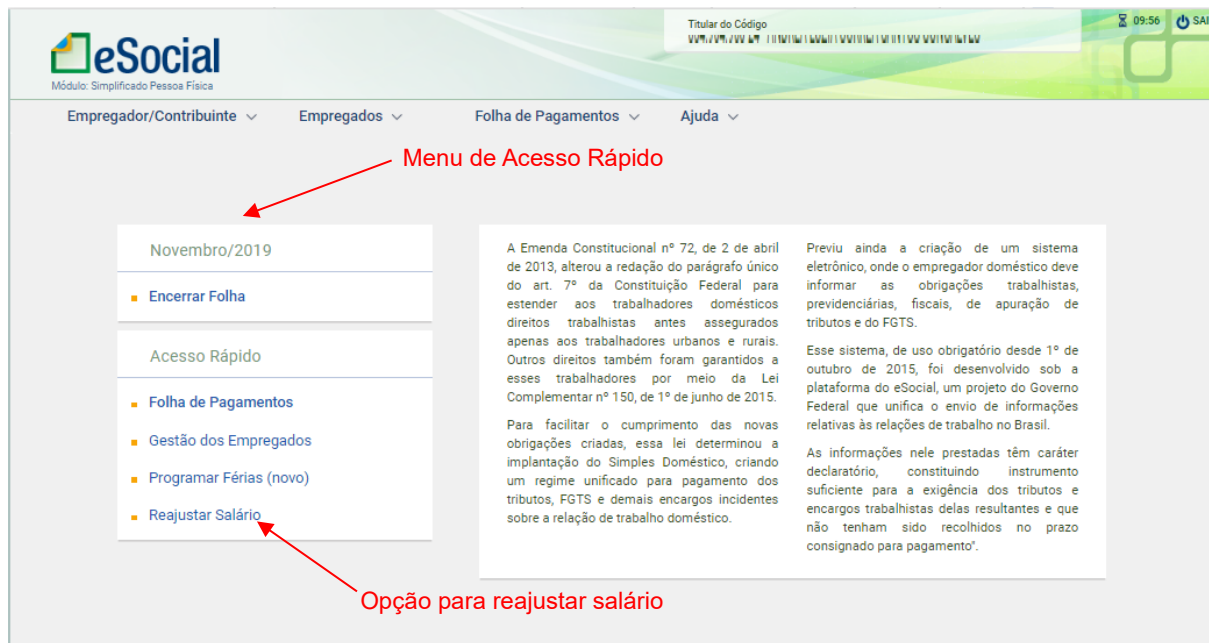 Titular do Código
09:56 SAI
eSocial
Módulo: Simplificado Pessoa Física
Empregador/Contribuinte Empregados Folha de Pagamentos Ajuda
Menu de Acesso Rápido
Novembro/2019
Encerrar Folha
Acesso Rápido
Folha de Pagamentos
Gestão dos Empregados
Programar Férias (novo)
Reajustar Salário
A Emenda Constitucional nº 72, de 2 de abril
de 2013, alterou a redação do parágrafo único
do art. 7º da Constituição Federal para
estender aos trabalhadores domésticos
direitos trabalhistas antes assegurados
apenas aos trabalhadores urbanos e rurais.
Outros direitos também foram garantidos a
esses trabalhadores por meio da Lei
Complementar nº 150, de 1º de junho de 2015.
Para facilitar o cumprimento das novas
obrigações criadas, essa lei determinou a
implantação do Simples Doméstico, criando
um regime unificado para pagamento dos
tributos, FGTS e demais encargos incidentes
sobre a relação de trabalho doméstico.
Previu ainda a criação de um sistema
eletrônico, onde o empregador doméstico deve
informar as obrigações trabalhistas,
previdenciárias, fiscais, de apuração de
tributos e do FGTS.
Esse sistema, de uso obrigatório desde 1º de
outubro de 2015, foi desenvolvido sob a
plataforma do eSocial, um projeto do Governo
Federal que unifica o envio de informações
relativas às relações de trabalho no Brasil.
As informações nele prestadas têm caráter
declaratório, constituindo instrumento
suficiente para a exigência dos tributos e
encargos trabalhistas delas resultantes e que
não tenham sido recolhidos no prazo
consignado para pagamento".
Opção para reajustar salário